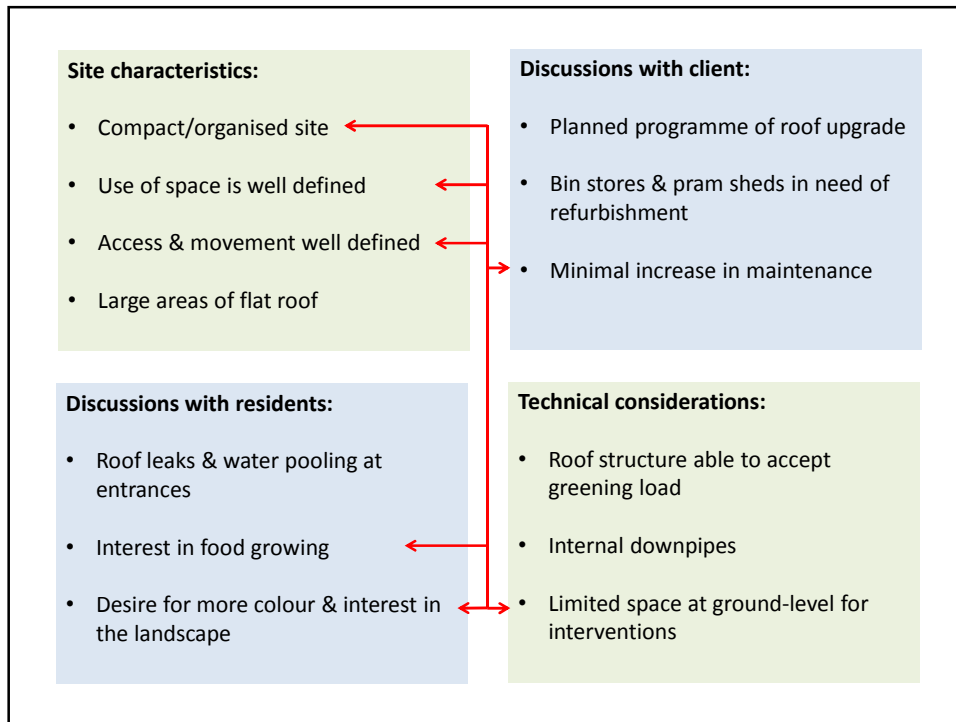 Site characteristics:
• Compact/organised site
• Use of space is well defined
• Access & movement well defined
• Large areas of flat roof
Discussions with client:
• Planned programme of roof upgrade
• Bin stores & pram sheds in need of
refurbishment
• Minimal increase in maintenance
Discussions with residents:
• Roof leaks & water pooling at
entrances
• Interest in food growing
• Desire for more colour & interest in
the landscape
Technical considerations:
• Roof structure able to accept
greening load
• Internal downpipes
• Limited space at ground-level for
interventions